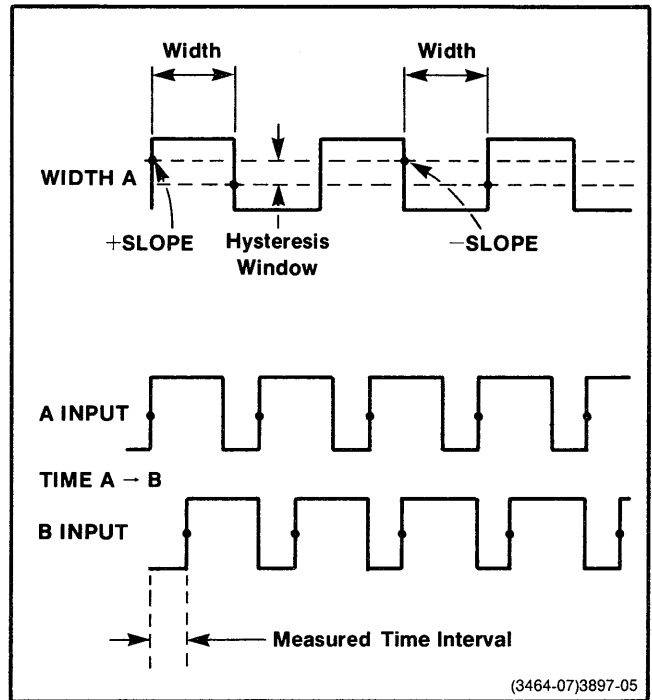 Width Width
WIDTH A
+SLOPE Hysteresis Window −SLOPE
A INPUT
TIME A → B
B INPUT
Measured Time Interval
(3464-07)3897-05